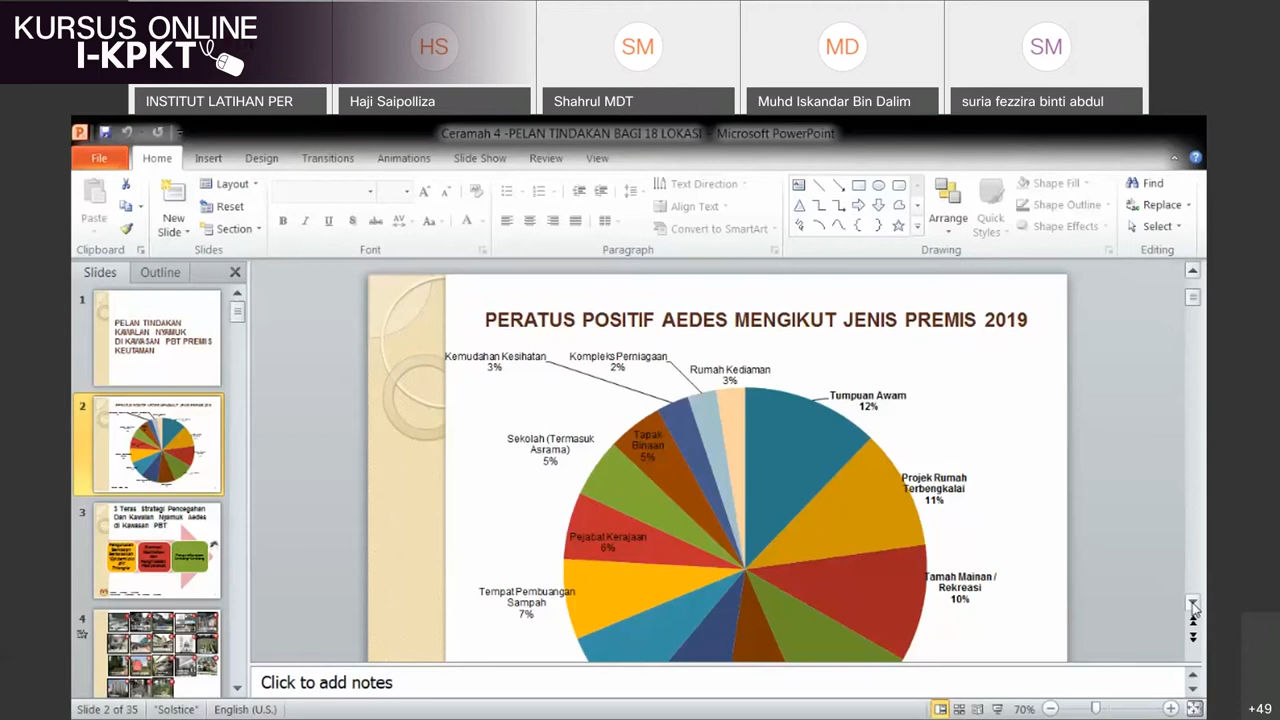 KURSUS ONLINE
I-KPKT
HS
SM
MD
SM
INSTITUT LATIHAN PER
Haji Saipolliza
Shahrul MDT
Muhd Iskandar Bin Dalim
suria fezzira binti abdul
Ceramah 4 -PELAN TINDAKAN BAGI 18 LOKASI - Microsoft PowerPoint
File
Home
Insert
Design
Transitions
Animations
Slide Show
Review
View
Paste
Clipboard
New
Slide
Layout
Reset
Section
Slides
Font
Text Direction
Align Text
Convert to SmartArt
Paragraph
Arrange
Quick
Styles
Shape Fill
Shape Outline
Shape Effects
Drawing
Find
Replace
Select
Editing
Slides
Outline
1
PELAN TINDAKAN
KAWALAN NYAMUK
DI KAWASAN PBT PREMIS
KEUTAMAN
2
3
3 Teras Strategi Pencegahan
Dan Kawalan Nyamuk Aedes
di Kawasan PBT
4
PERATUS POSITIF AEDES MENGIKUT JENIS PREMIS 2019
Kemudahan Kesihatan
3%
Kompleks Perniagaan
2%
Rumah Kediaman
3%
Tumpuan Awam
12%
Projek Rumah
Terbengkalai
11%
Tamah Mainan /
Rekreasi
10%
Sekolah (Termasuk
Asrama)
5%
Tapak
Binaan
5%
Pejabat Kerajaan
6%
Tempat Pembuangan
Sampah
7%
Click to add notes
Slide 2 of 35
"Solstice"
English (U.S.)
70%
+49